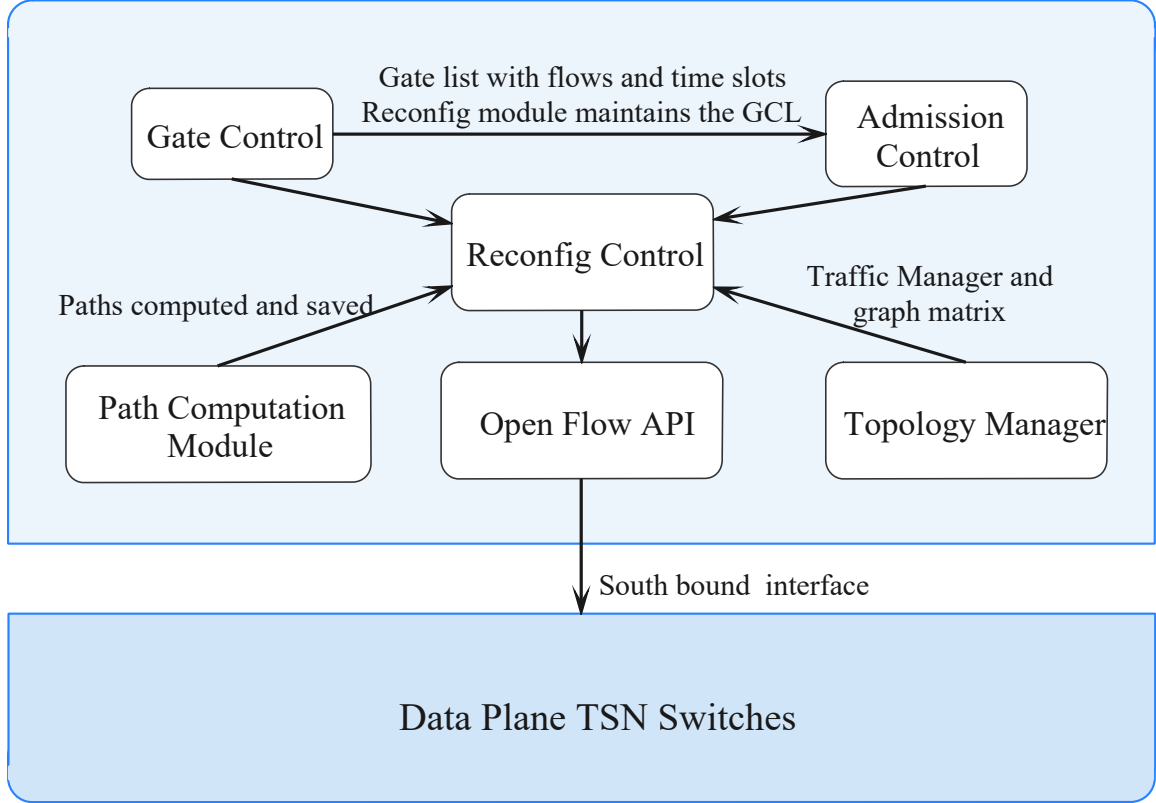 Gate list with flows and time slots
Reconfig module maintains the GCL
Gate Control
Admission
Control
Reconfig Control
Paths computed and saved
Traffic Manager and
graph matrix
Path Computation
Module
Open Flow API
Topology Manager
South bound  interface
Data Plane TSN Switches